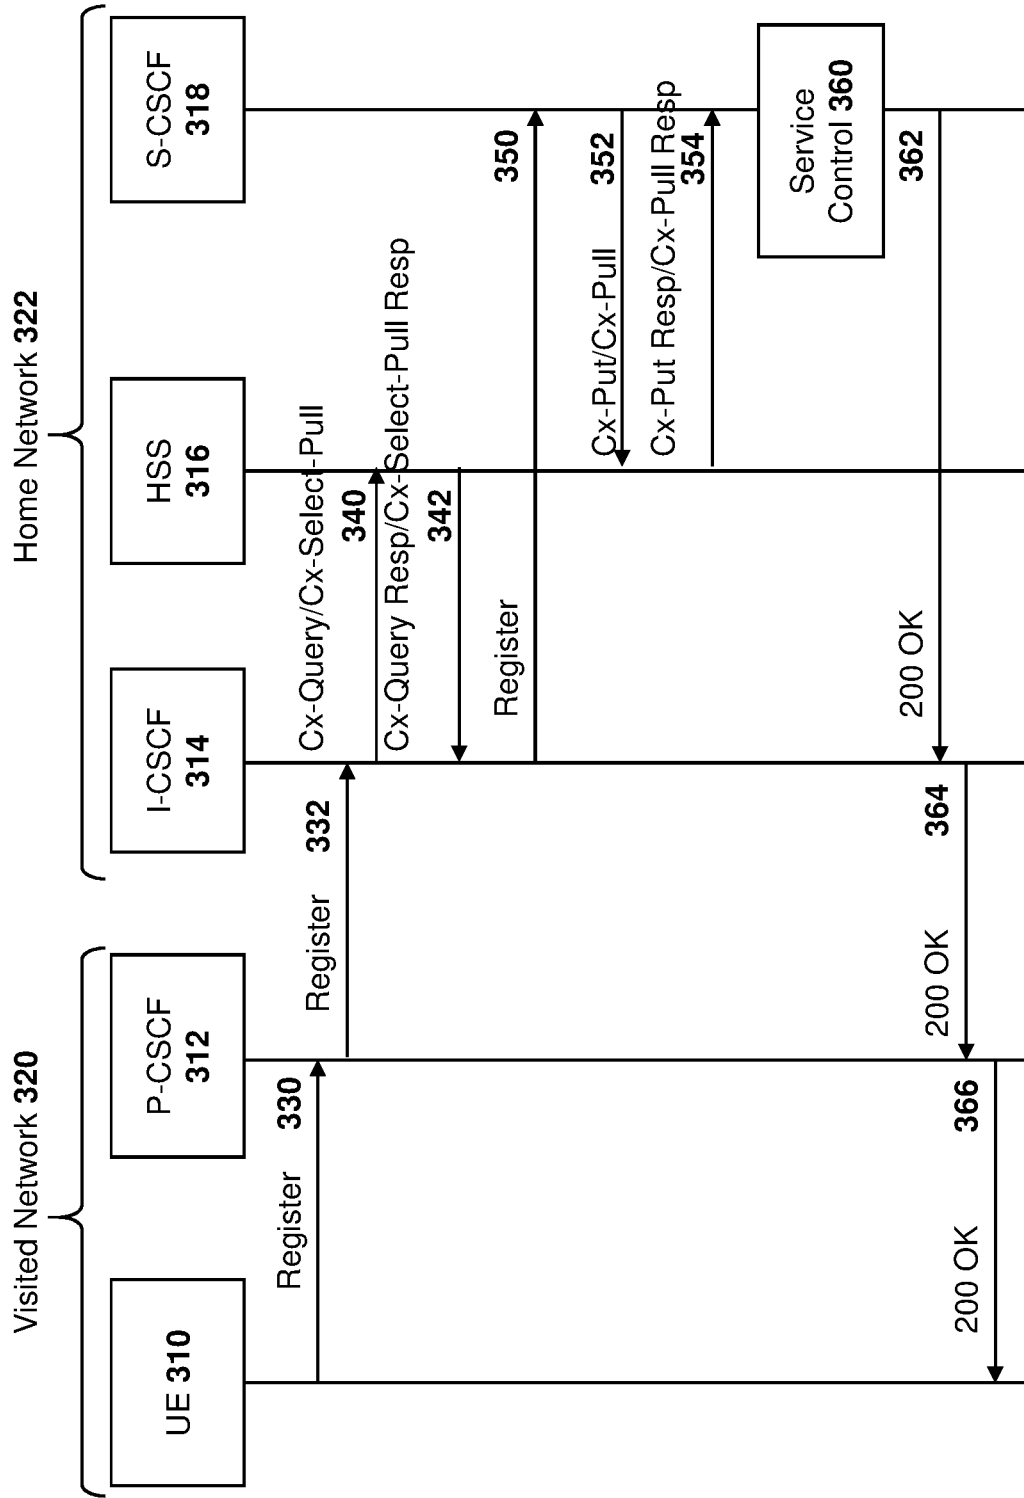 Visited Network 320
Home Network 322
UE 310
P-CSCF
312
I-CSCF
314
HSS
316
S-CSCF
318
Register
330
Register
332
Cx-Query/Cx-Select-Pull
340
Cx-Query Resp/Cx-Select-Pull Resp
342
Register
350
Cx-Put/Cx-Pull
352
Cx-Put Resp/Cx-Pull Resp
354
Service
Control 360
200 OK
362
200 OK
364
200 OK
366